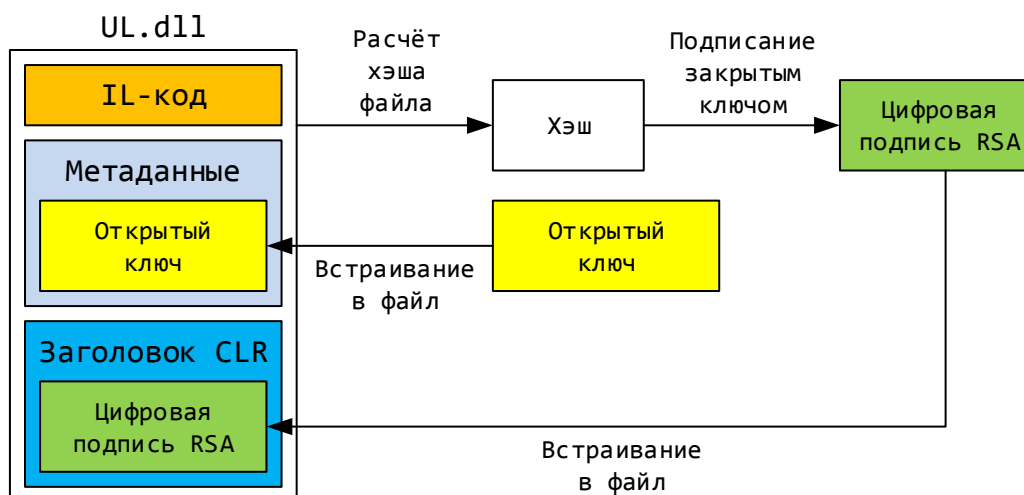 UL.dll
IL-код
Метаданные
Открытый
ключ
Заголовок CLR
Цифровая
подпись RSA
Расчёт
хэша
файла
Хэш
Подписание
закрытым
ключом
Цифровая
подпись RSA
Встраивание
в файл
Открытый
ключ
Встраивание
в файл